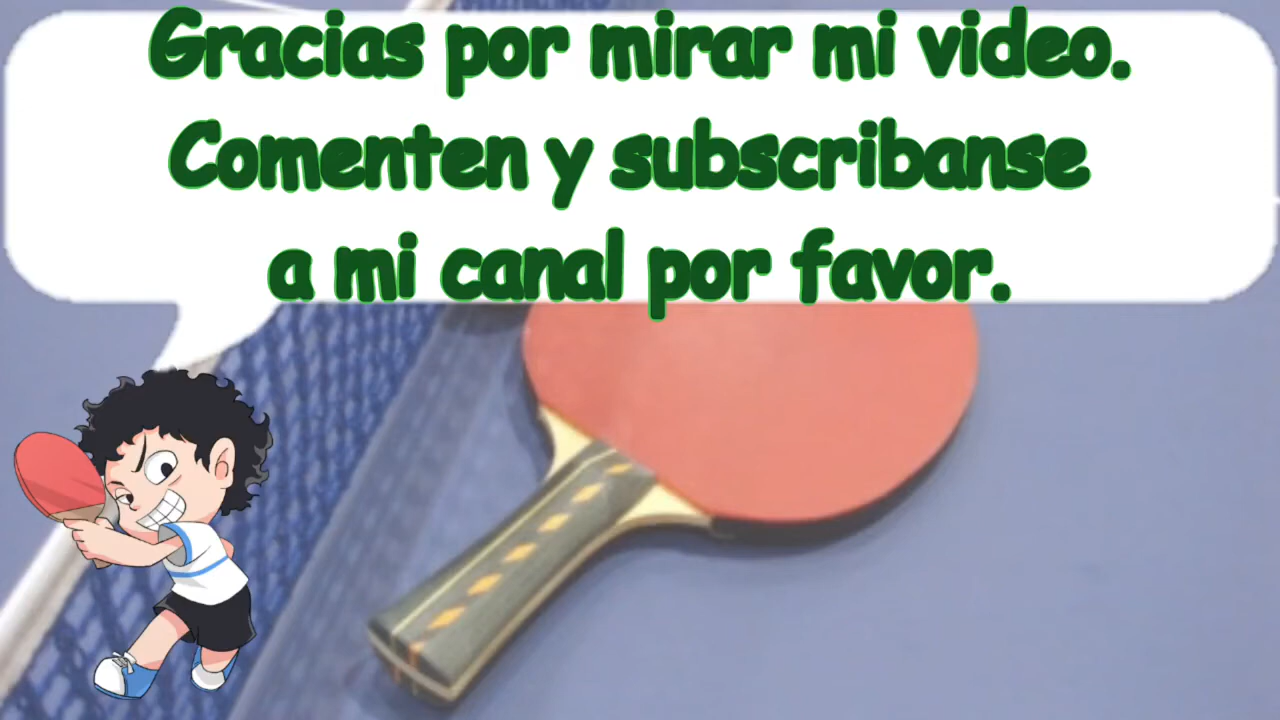 Gracias por mirar mi video.
Comenten y subscribanse
a mi canal por favor.